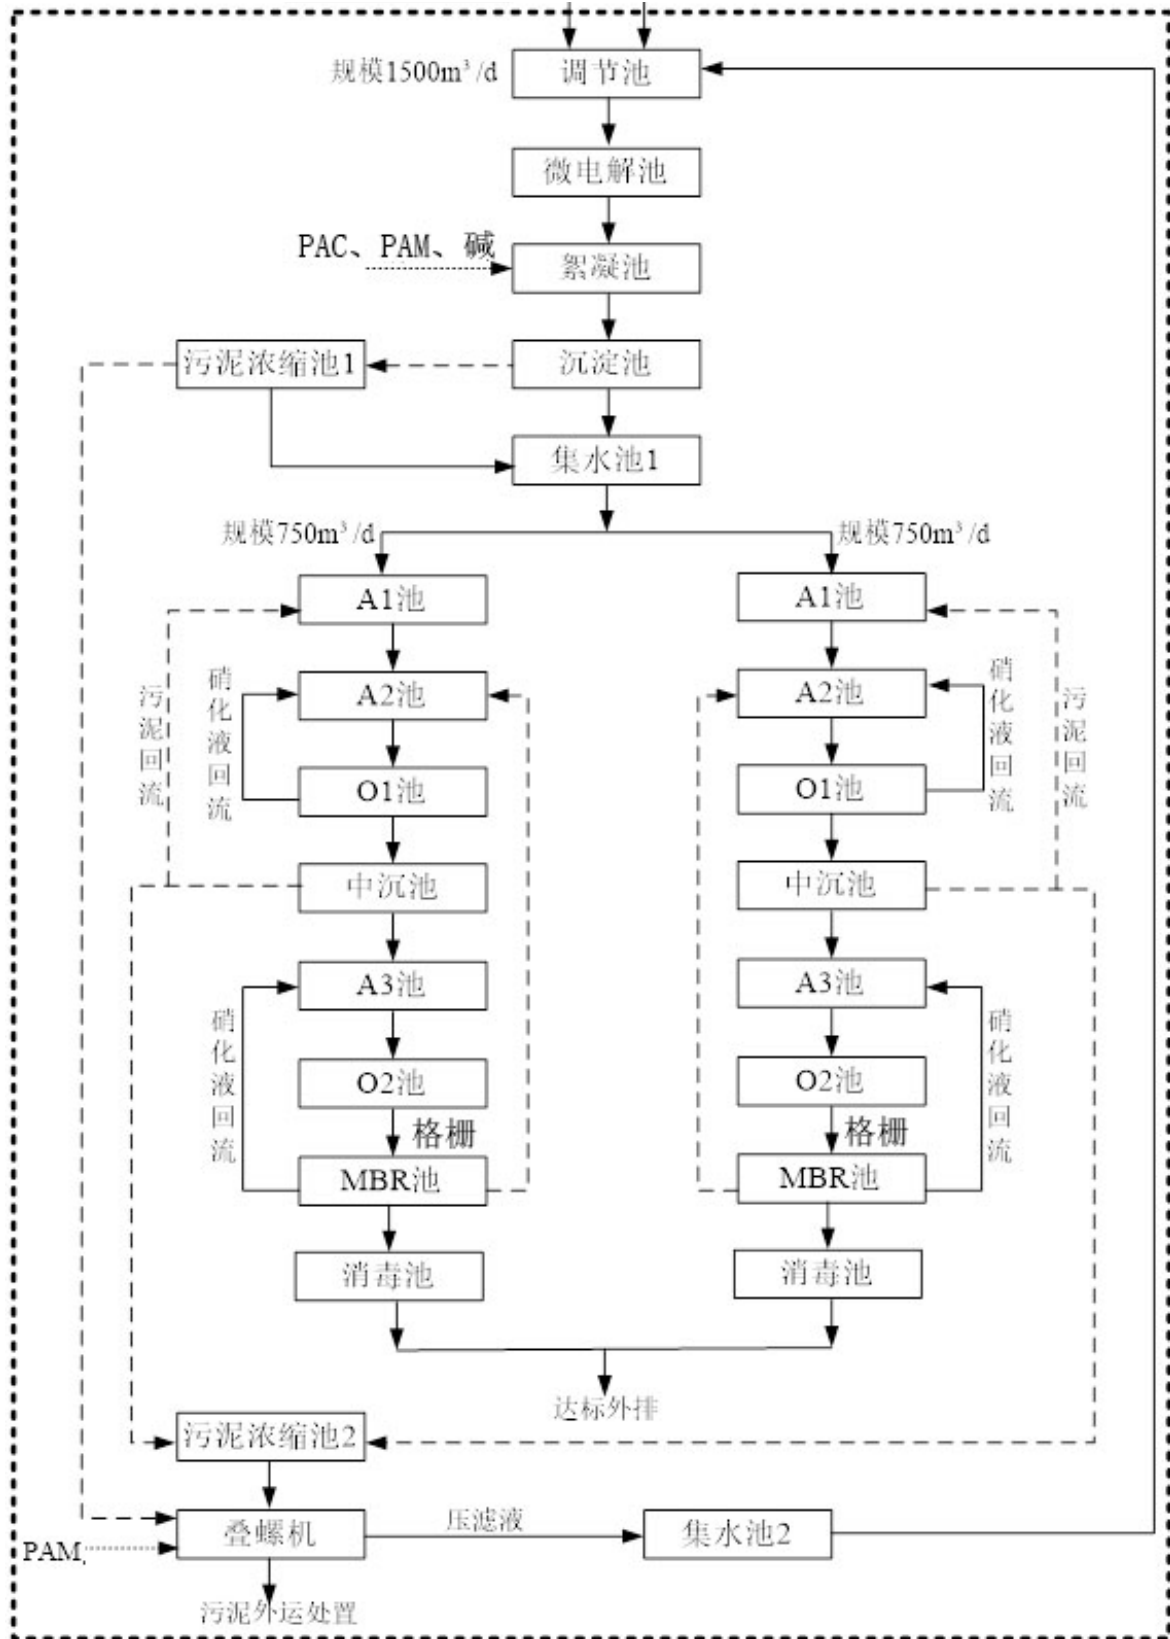 规模1500m³/d
调节池
微电解池
PAC、PAM、碱
絮凝池
污泥浓缩池1
沉淀池
集水池1
规模750m³/d
规模750m³/d
A1池
A1池
污泥回流
硝化液回流
A2池
A2池
硝化液回流
污泥回流
O1池
O1池
中沉池
中沉池
A3池
A3池
硝化液回流
硝化液回流
O2池
O2池
格栅
格栅
MBR池
MBR池
消毒池
消毒池
达标外排
污泥浓缩池2
叠螺机
压滤液
集水池2
PAM
污泥外运处置